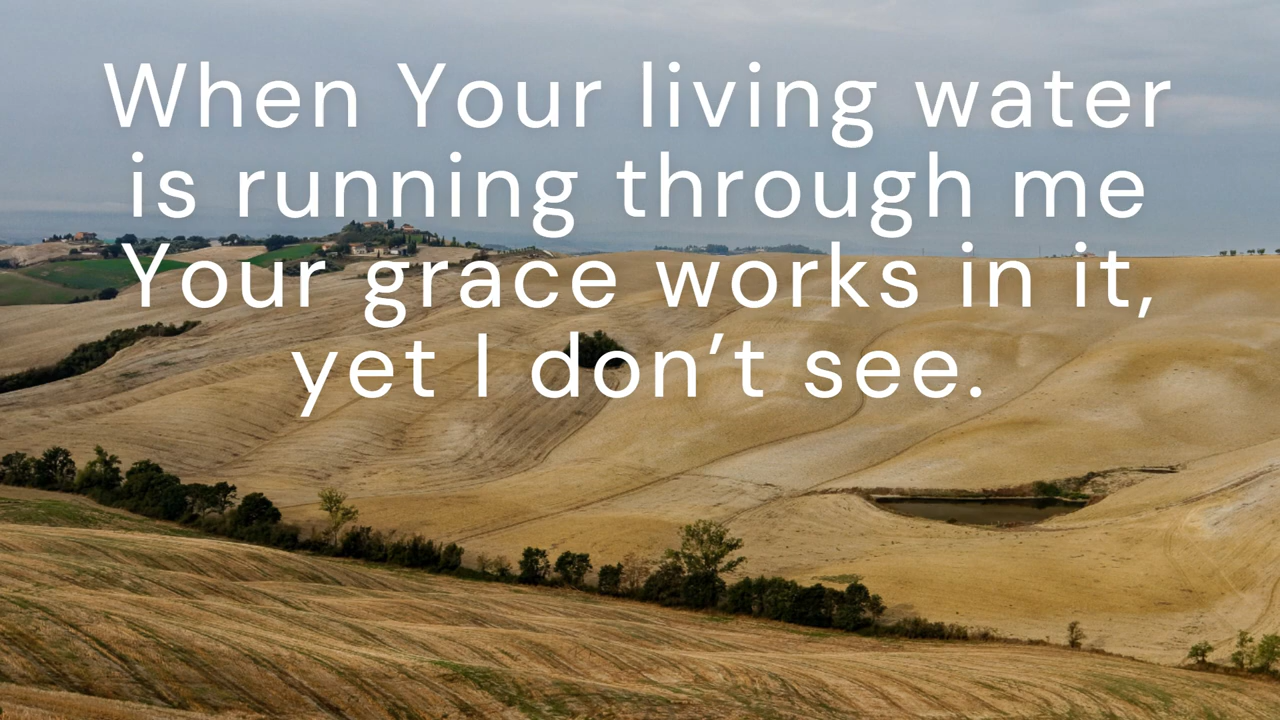 When Your living water
is running through me
Your grace works in it,
yet I don’t see.